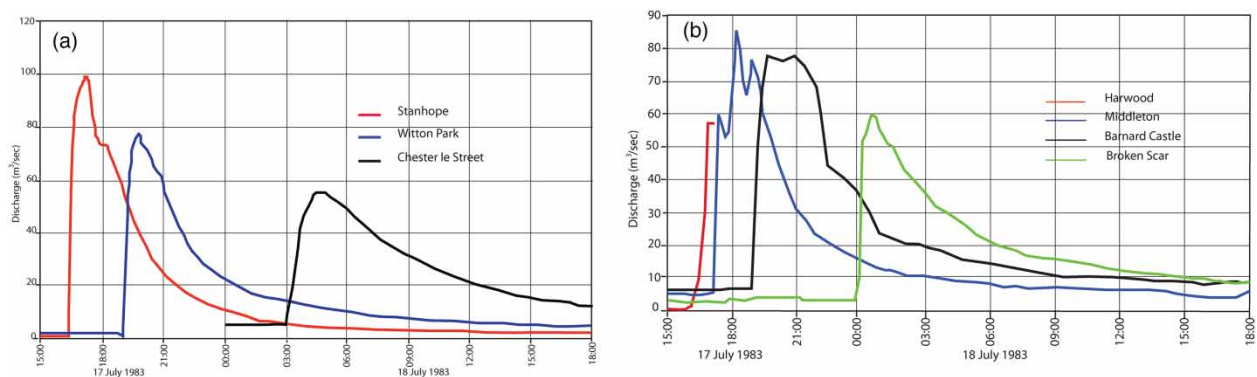 (a)
Discharge (m³/sec)
120
100
80
60
40
20
0
Stanhope
Witton Park
Chester le Street
15:00
18:00
21:00
00:00
03:00
06:00
09:00
12:00
15:00
18:00
17 July 1983
18 July 1983
(b)
Discharge (m³/sec)
90
80
70
60
50
40
30
20
10
0
Harwood
Middleton
Barnard Castle
Broken Scar
15:00
18:00
21:00
00:00
03:00
18:00
06:00
09:00
12:00
15:00
18:00
17 July 1983
18 July 1983